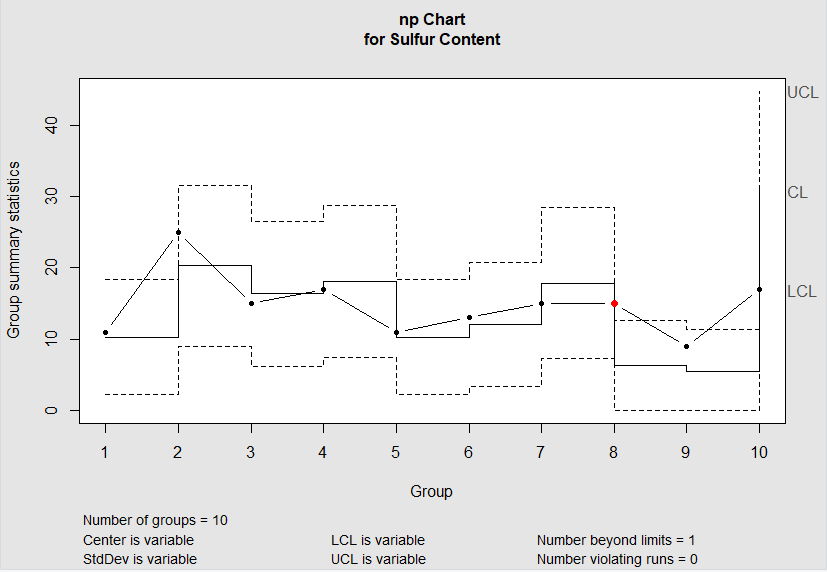 np Chart
for Sulfur Content
UCL
CL
LCL
Group summary statistics
40
30
20
10
0
1 2 3 4 5 6 7 8 9 10
Group
Number of groups = 10
Center is variable LCL is variable Number beyond limits = 1
StdDev is variable UCL is variable Number violating runs = 0